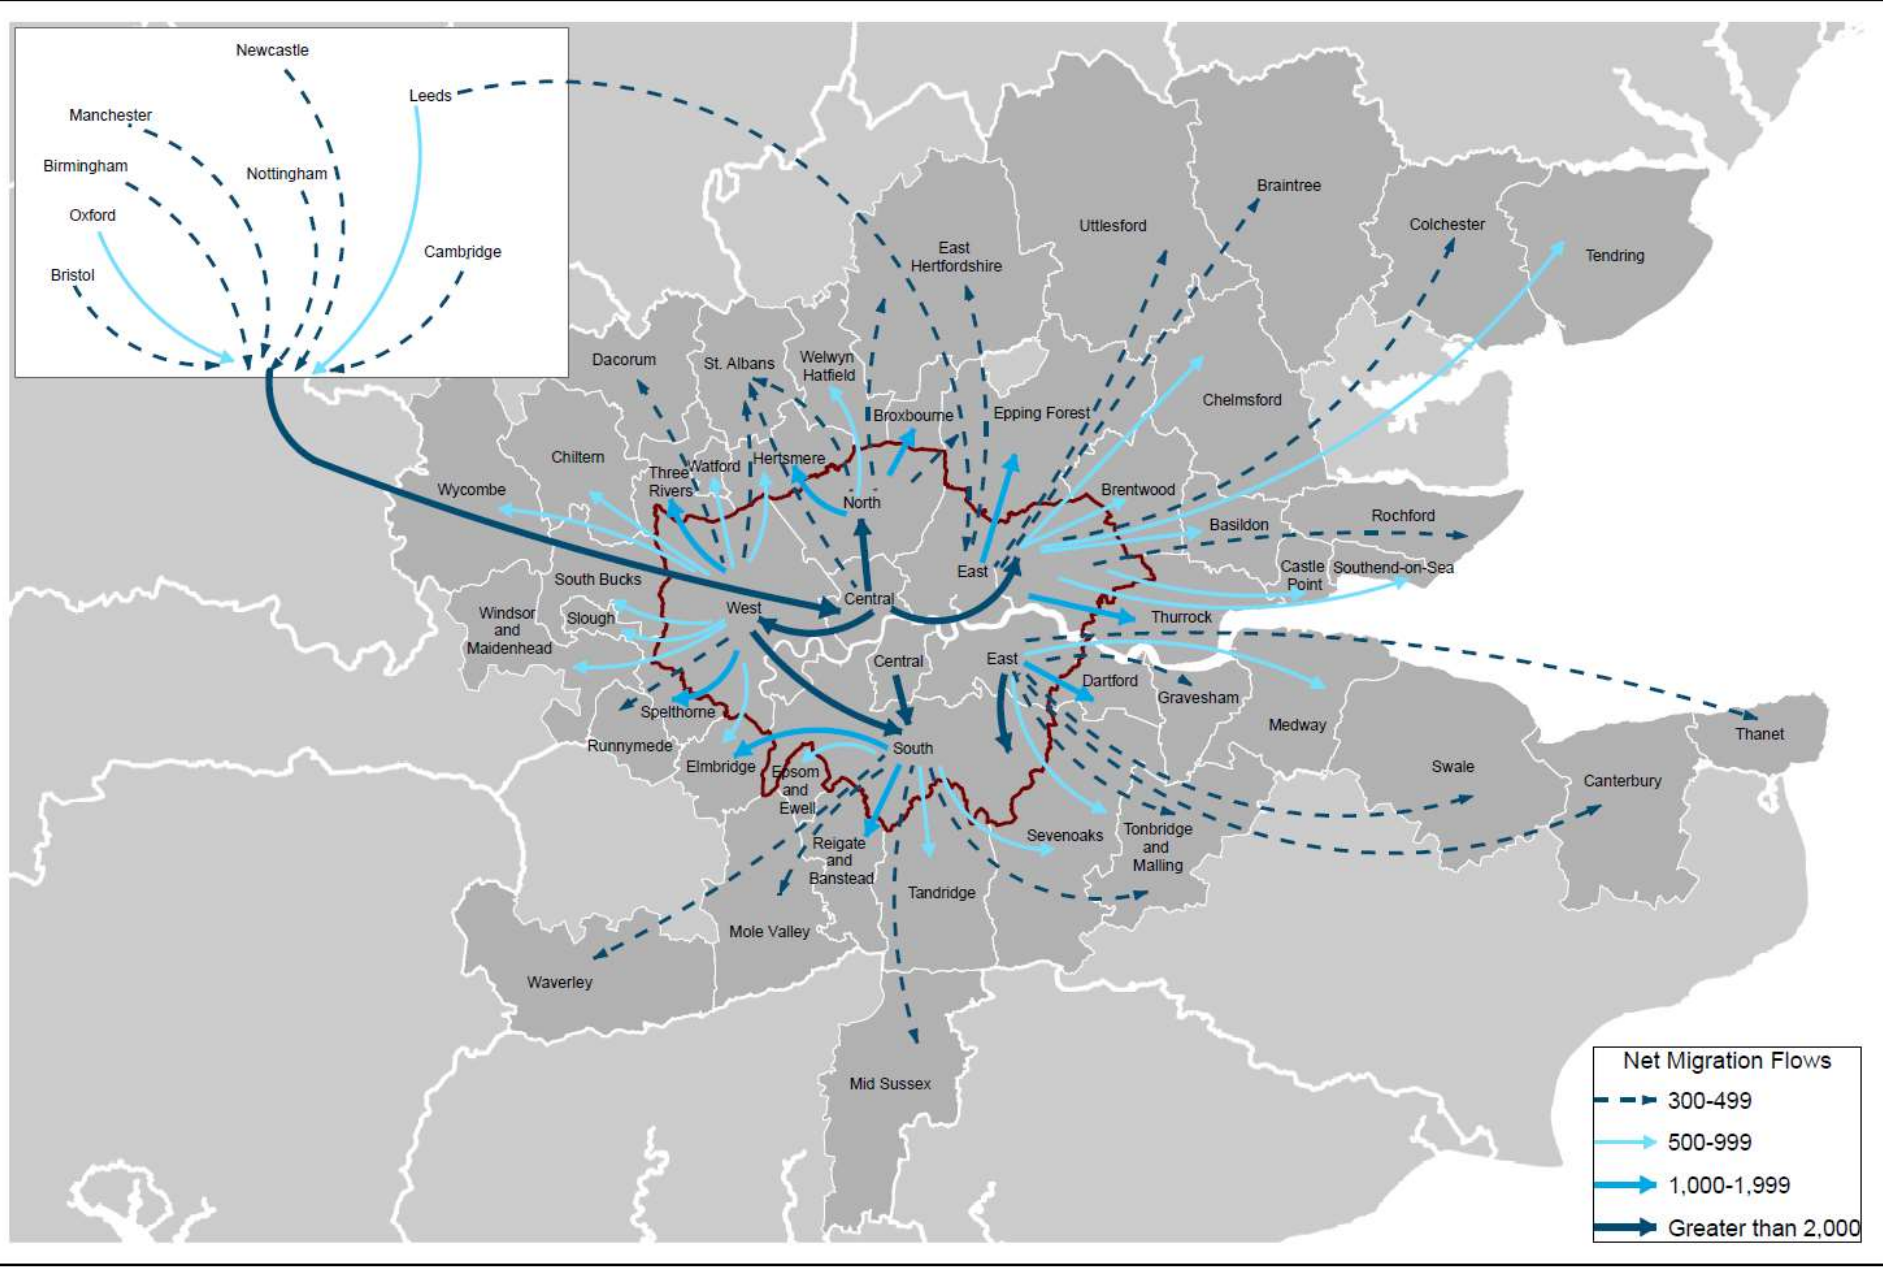 Newcastle
Leeds
Manchester
Birmingham
Nottingham
Oxford
Cambridge
Bristol
Braintree
Uttlesford
Colchester
East
Hertfordshire
Tendring
Dacorum
St. Albans
Welwyn
Hatfield
Chelmsford
Broxbourne
Epping Forest
Chiltern
Three
Rivers
Watford
Hertsmere
Wycombe
North
Brentwood
Basildon
Rochford
East
Castle
Point
Southend-on-Sea
South Bucks
Slough
West
Central
Thurrock
Windsor
and
Maidenhead
Central
East
Dartford
Gravesham
Medway
Spelthorne
Runnymede
South
Thanet
Elmbridge
Epsom
and
Ewell
Swale
Canterbury
Reigate
and
Banstead
Sevenoaks
Tonbridge
and
Malling
Tandridge
Mole Valley
Waverley
Mid Sussex
Net Migration Flows
300-499
500-999
1,000-1,999
Greater than 2,000